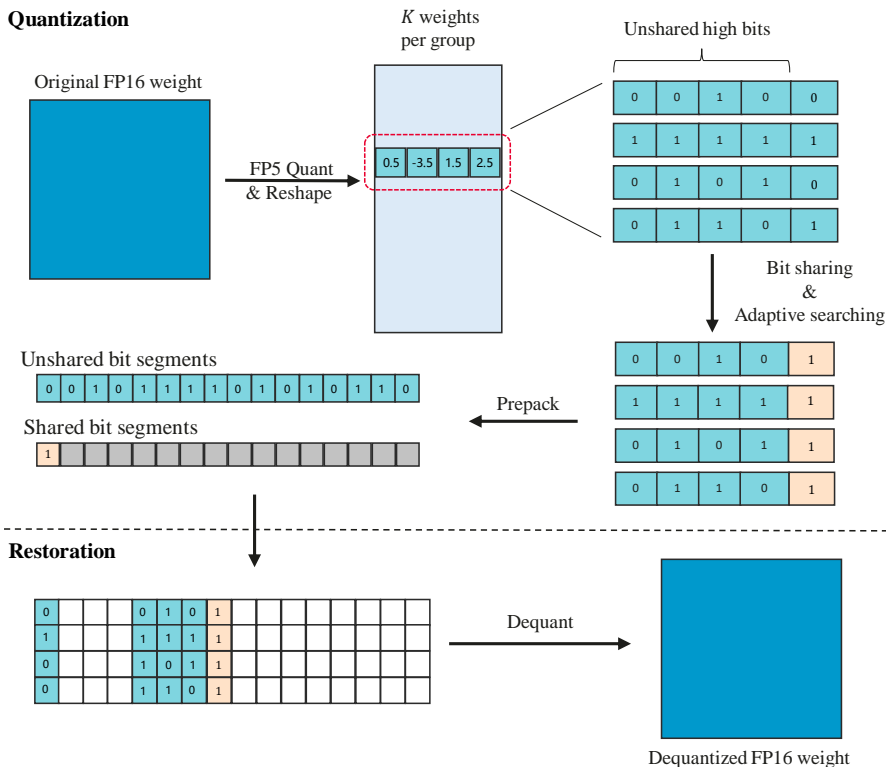 Quantization
K weights
per group
Unshared high bits
Original FP16 weight
0 0 1 0 0
1 1 1 1 1
0 1 0 1 0
0 1 1 0 1
0.5 -3.5 1.5 2.5
FP5 Quant
& Reshape
Bit sharing
&
Adaptive searching
Unshared bit segments
0 0 1 0 1 1 1 1 0 1 0 1 0 1 1 0
Shared bit segments
1
Prepack
0 0 1 0 1
1 1 1 1 1
0 1 0 1 1
0 1 1 0 1
Restoration
0 0 1 0 1
1 1 1 1 1
0 1 0 1 1
0 1 1 0 1
Dequant
Dequantized FP16 weight